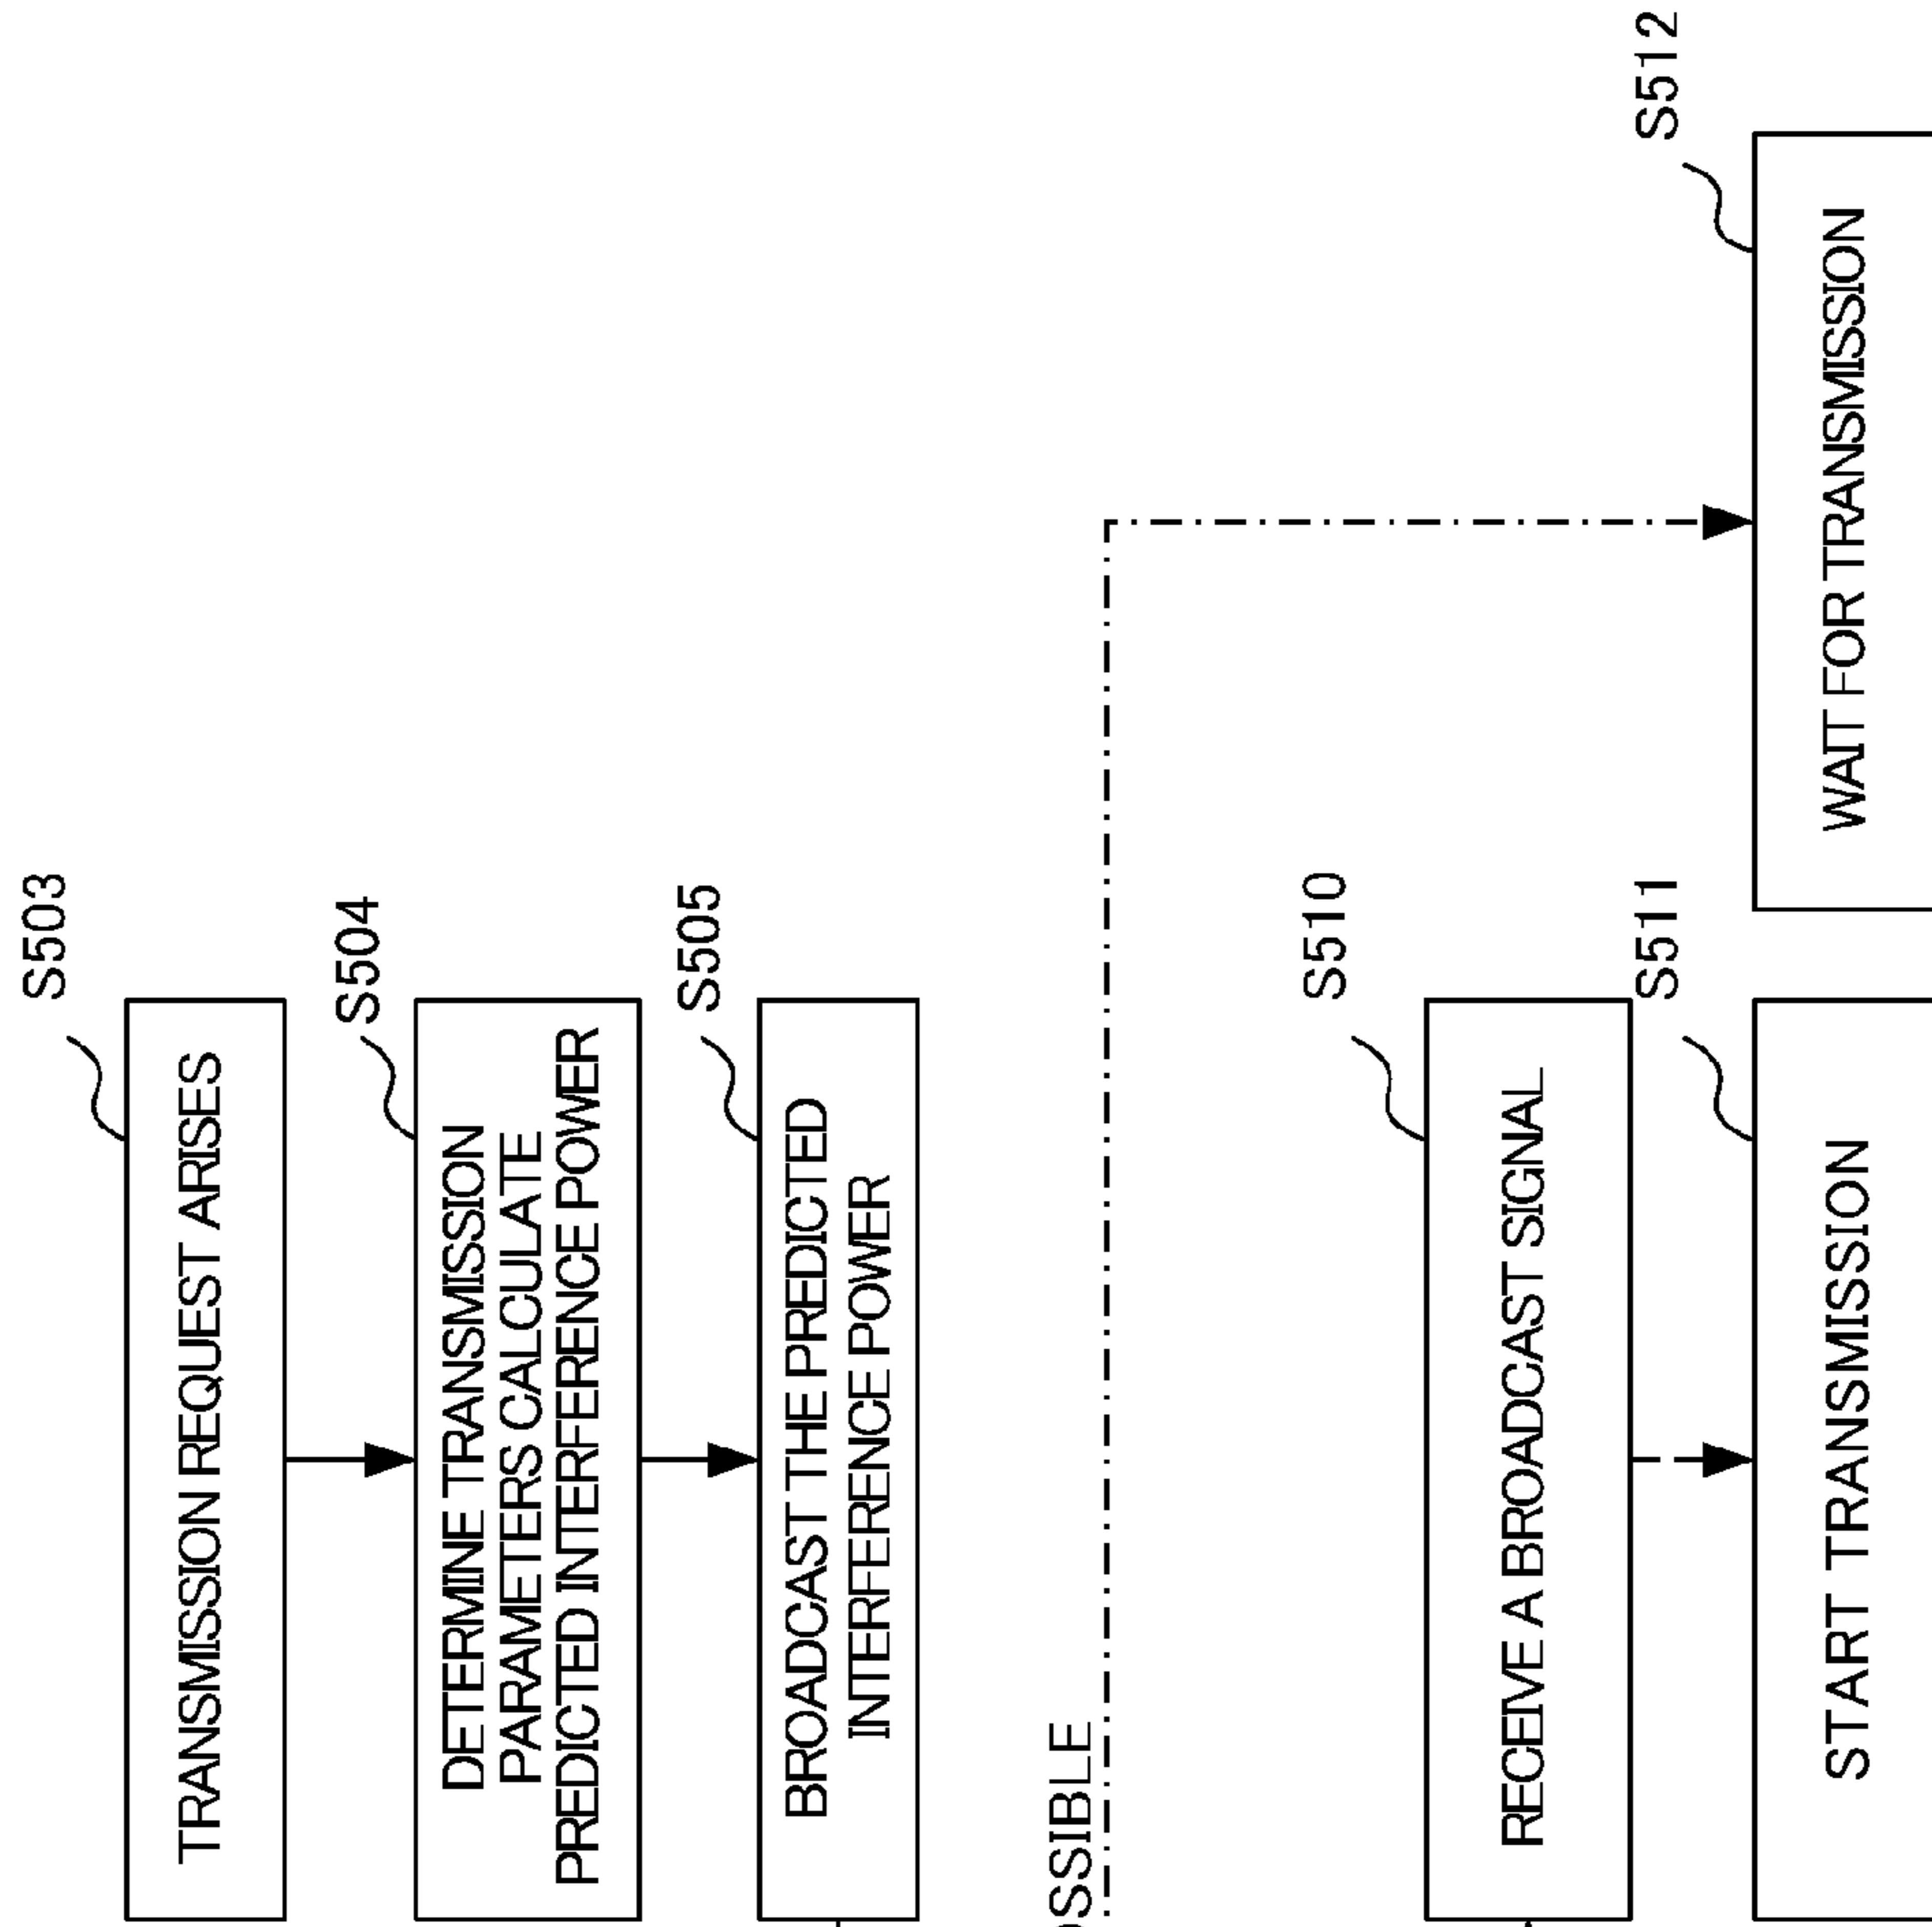 S503
TRANSMISSION REQUEST ARISES
S504
DETERMINE TRANSMISSION
PARAMETERS CALCULATE
PREDICTED INTERFERENCE POWER
S505
BROADCAST THE PREDICTED
INTERFERENCE POWER
S510
RECEIVE A BROADCAST SIGNAL
S511
START TRANSMISSION
S512
WAIT FOR TRANSMISSION